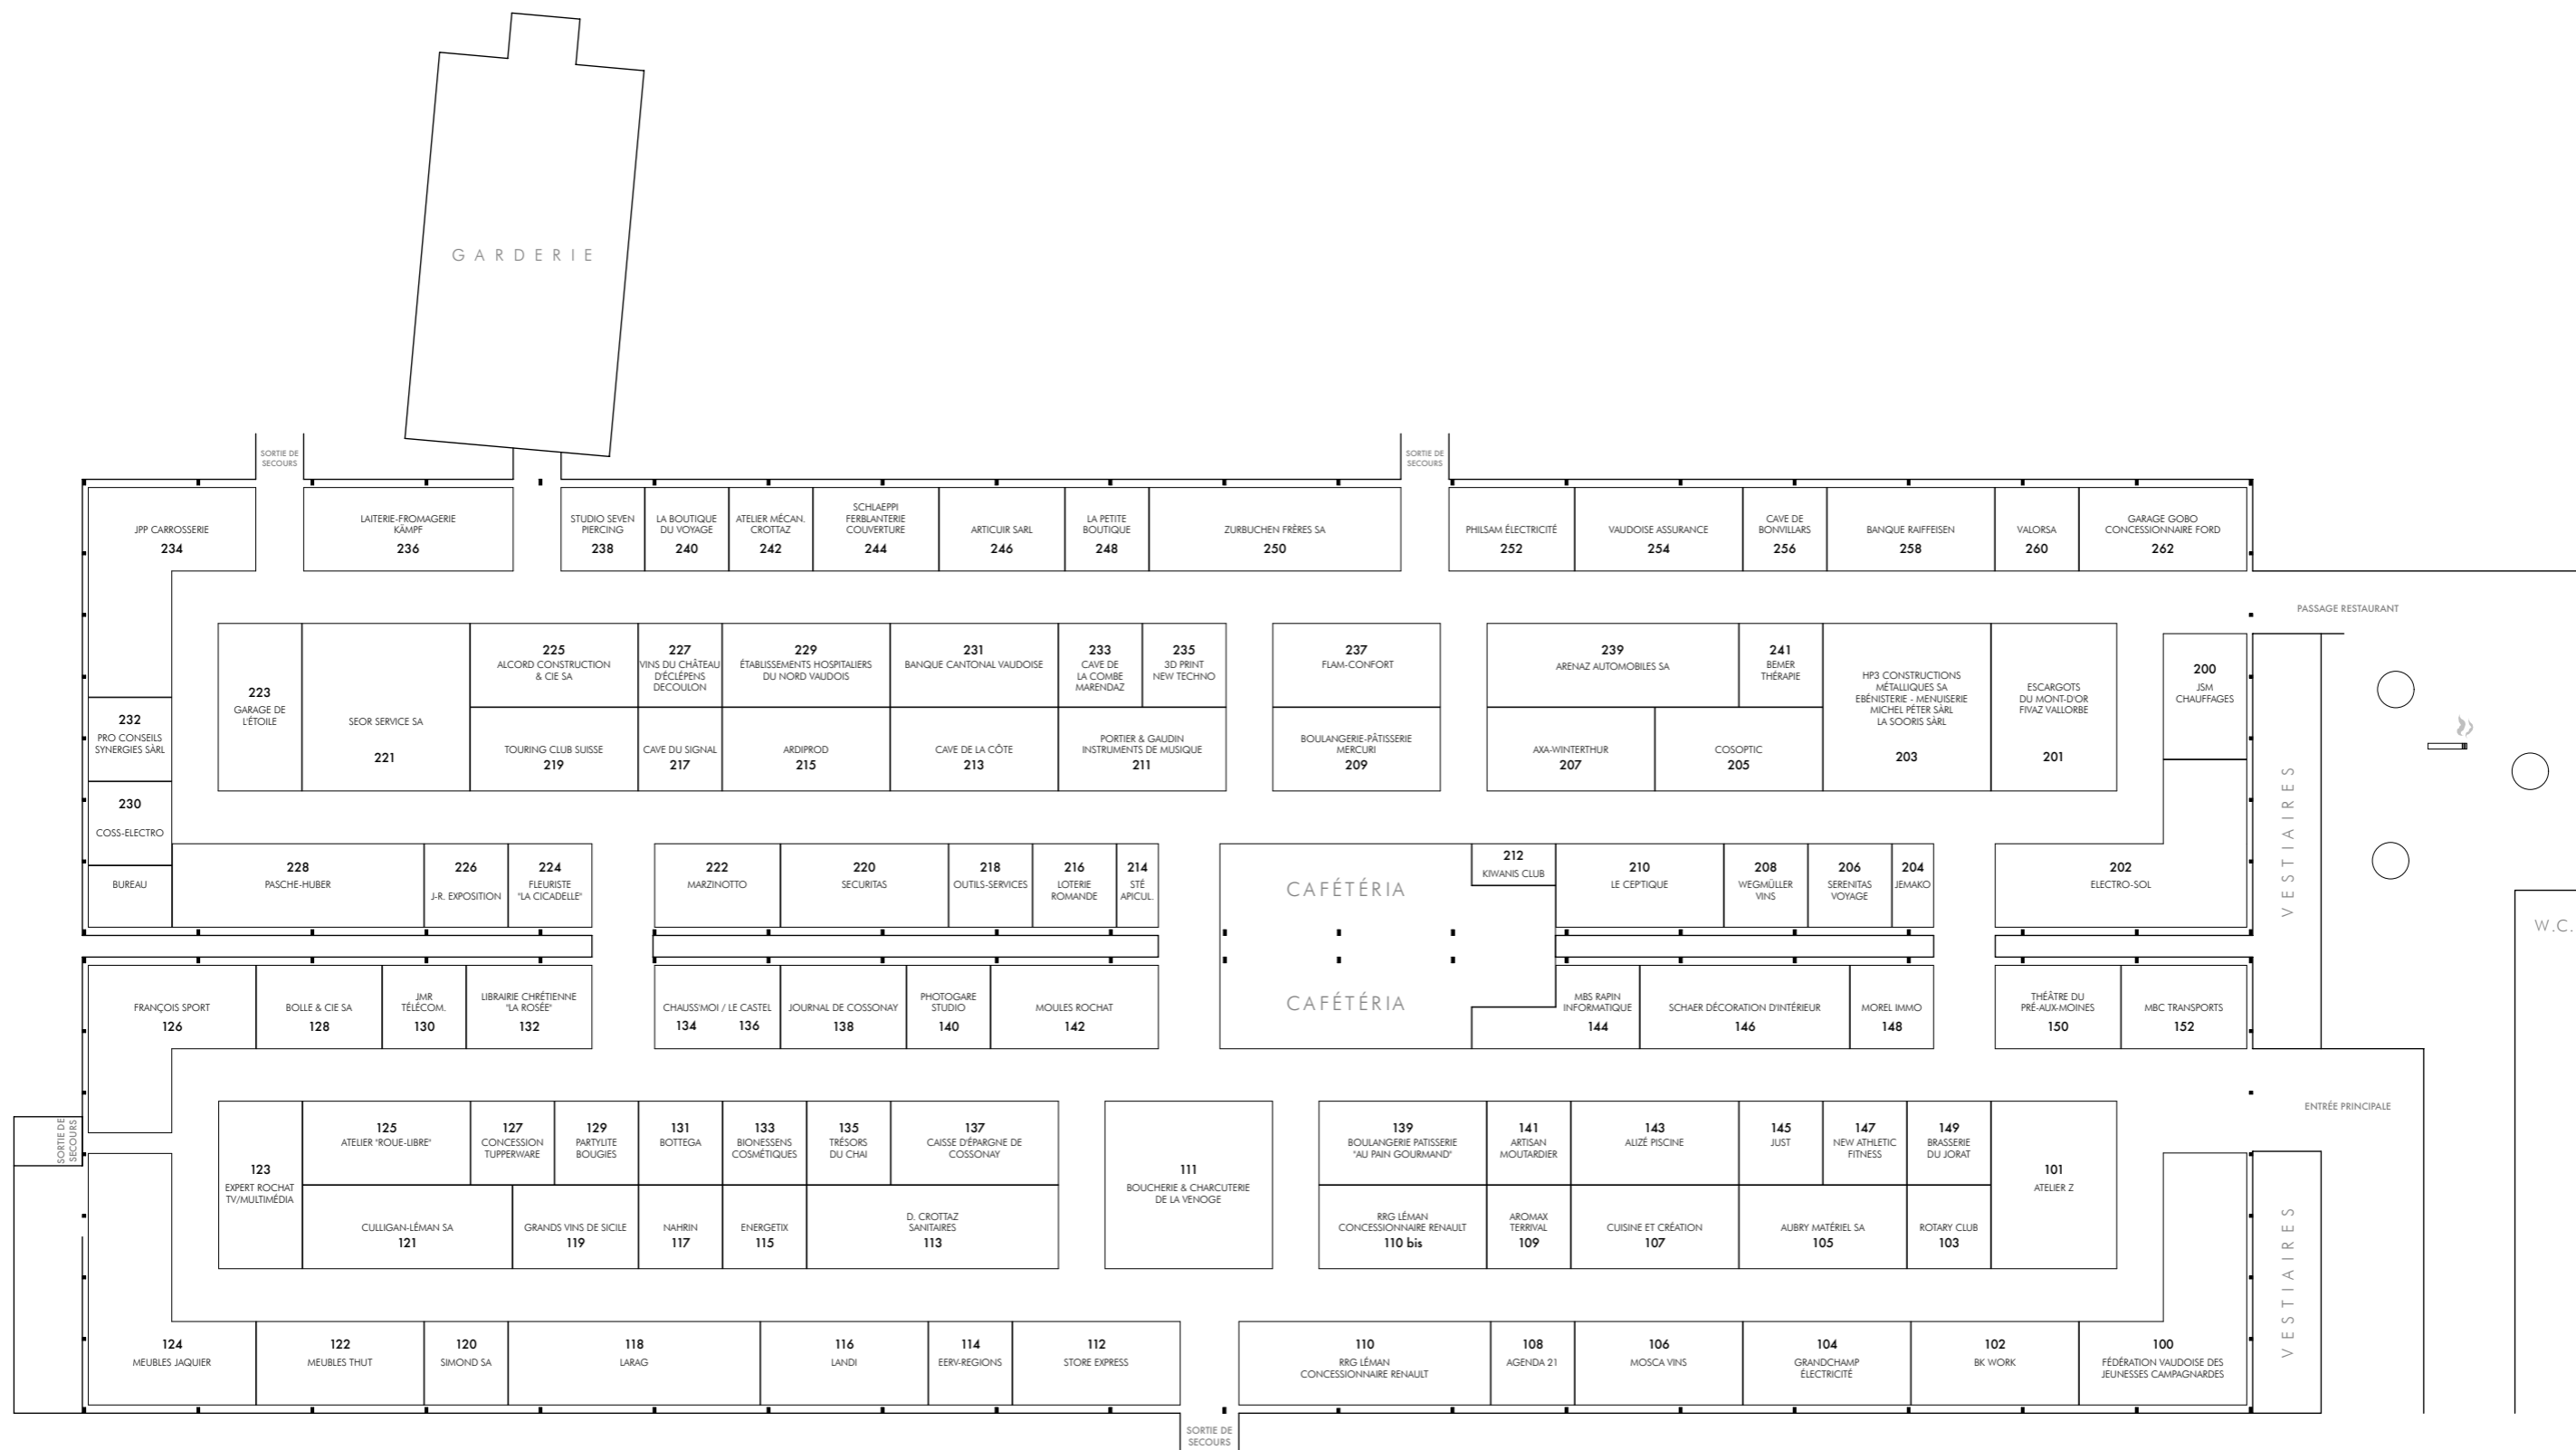 GARDERIE
SORTIE DE
SECOURS
SORTIE DE
SECOURS
JPP CARROSSERIE
234
LAITERIE-FROMAGERIE
KÄMPF
236
STUDIO SEVEN
PIERCING
238
LA BOUTIQUE
DU VOYAGE
240
ATELIER MÉCAN.
CROTTAZ
242
SCHLAEPPI
FERBLANTERIE
COUVERTURE
244
ARTICUIR SARL
246
LA PETITE
BOUTIQUE
248
ZURBUCHEN FRÈRES SA
250
PHILSAM ÉLECTRICITÉ
252
VAUDOISE ASSURANCE
254
CAVE DE
BONVILLARS
256
BANQUE RAIFFEISEN
258
VALORSA
260
GARAGE GOBO
CONCESSIONNAIRE FORD
262
PASSAGE RESTAURANT
223
GARAGE DE
L'ÉTOILE
SEOR SERVICE SA
221
225
ALCORD CONSTRUCTION
& CIE SA
227
VINS DU CHÂTEAU
D'ÉCLÉPENS
DECOULON
229
ÉTABLISSEMENTS HOSPITALIERS
DU NORD VAUDOIS
231
BANQUE CANTONAL VAUDOISE
233
CAVE DE
LA COMBE
MARENDAZ
235
3D PRINT
NEW TECHNO
237
FLAM-CONFORT
239
ARENAZ AUTOMOBILES SA
241
BEMER
THÉRAPIE
HP3 CONSTRUCTIONS
MÉTALLIQUES SA
EBÉNISTERIE - MENUISERIE
MICHEL PÉTER SÀRL
LA SOORIS SÀRL
203
ESCARGOTS
DU MONT-D'OR
FIVAZ VALLORBE
201
200
JSM
CHAUFFAGES
232
PRO CONSEILS
SYNERGIES SÀRL
TOURING CLUB SUISSE
219
CAVE DU SIGNAL
217
ARDIPROD
215
CAVE DE LA CÔTE
213
PORTIER & GAUDIN
INSTRUMENTS DE MUSIQUE
211
BOULANGERIE-PÂTISSERIE
MERCURI
209
AXA-WINTERTHUR
207
COSOPTIC
205
VESTIAIRES
230
COSS-ELECTRO
BUREAU
228
PASCHE-HUBER
226
J-R. EXPOSITION
224
FLEURISTE
"LA CICADELLE"
222
MARZINOTTO
220
SECURITAS
218
OUTILS-SERVICES
216
LOTERIE
ROMANDE
214
STÉ
APICUL.
CAFÉTÉRIA
212
KIWANIS CLUB
210
LE CEPTIQUE
208
WEGMÜLLER
VINS
206
SERENITAS
VOYAGE
204
JEMAKO
202
ELECTRO-SOL
W.C.
FRANÇOIS SPORT
126
BOLLE & CIE SA
128
JMR
TÉLÉCOM.
130
LIBRAIRIE CHRÉTIENNE
"LA ROSÉE"
132
CHAUSS'MOI / LE CASTEL
134 136
JOURNAL DE COSSONAY
138
PHOTOGARE
STUDIO
140
MOULES ROCHAT
142
CAFÉTÉRIA
MBS RAPIN
INFORMATIQUE
144
SCHAER DÉCORATION D'INTÉRIEUR
146
MOREL IMMO
148
THÉÂTRE DU
PRÉ-AUX-MOINES
150
MBC TRANSPORTS
152
SORTIE DE
SECOURS
ENTRÉE PRINCIPALE
123
EXPERT ROCHAT
TV/MULTIMÉDIA
125
ATELIER "ROUE-LIBRE"
127
CONCESSION
TUPPERWARE
129
PARTYLITE
BOUGIES
131
BOTTEGA
133
BIONESSENS
COSMÉTIQUES
135
TRÉSORS
DU CHAI
137
CAISSE D'ÉPARGNE DE
COSSONAY
111
BOUCHERIE & CHARCUTERIE
DE LA VENOGE
139
BOULANGERIE PATISSERIE
"AU PAIN GOURMAND"
141
ARTISAN
MOUTARDIER
143
ALIZÉ PISCINE
145
JUST
147
NEW ATHLETIC
FITNESS
149
BRASSERIE
DU JORAT
101
ATELIER Z
CULLIGAN-LÉMAN SA
121
GRANDS VINS DE SICILE
119
NAHRIN
117
ENERGETIX
115
D. CROTTAZ
SANITAIRES
113
RRG LÉMAN
CONCESSIONNAIRE RENAULT
110 bis
AROMAX
TERRIVAL
109
CUISINE ET CRÉATION
107
AUBRY MATÉRIEL SA
105
ROTARY CLUB
103
VESTIAIRES
124
MEUBLES JAQUIER
122
MEUBLES THUT
120
SIMOND SA
118
LARAG
116
LANDI
114
EERV-REGIONS
112
STORE EXPRESS
110
RRG LÉMAN
CONCESSIONNAIRE RENAULT
108
AGENDA 21
106
MOSCA VINS
104
GRANDCHAMP
ÉLECTRICITÉ
102
BK WORK
100
FÉDÉRATION VAUDOISE DES
JEUNESSES CAMPAGNARDES
SORTIE DE
SECOURS